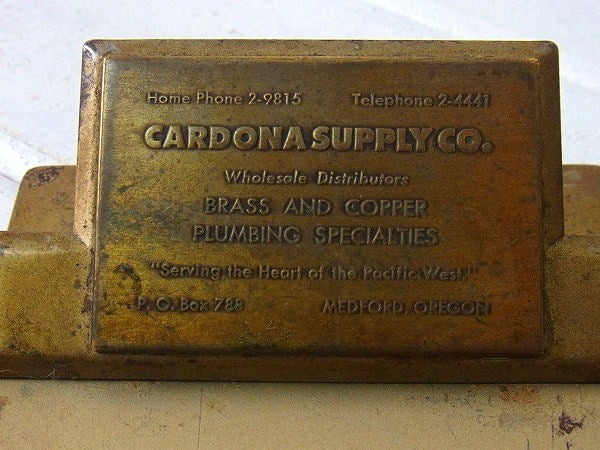 Home Phone 2-9815 Telephone 2-4441
CARDONA SUPPLY CO.
Wholesale Distributors
BRASS AND COPPER
PLUMBING SPECIALTIES
"Serving the Heart of the Pacific West"
P. O. Box 788 MEDFORD, OREGON